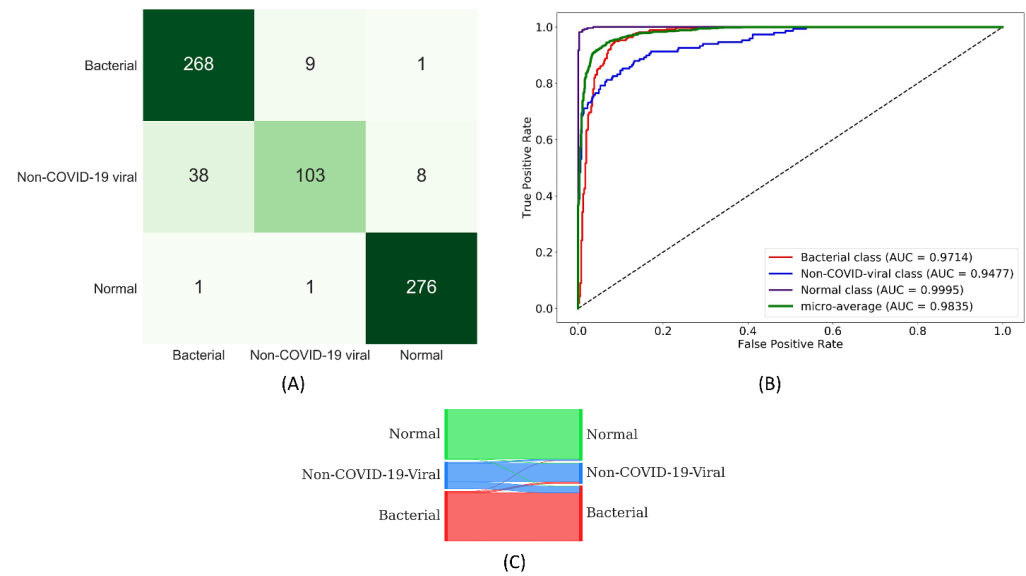 Bacterial
268 9 1
Non-COVID-19 viral
38 103 8
Normal
1 1 276
Bacterial Non-COVID-19 viral Normal
(A)
True Positive Rate
1.0
0.8
0.6
0.4
0.2
0.0
0.0 0.2 0.4 0.6 0.8 1.0
False Positive Rate
Bacterial class (AUC = 0.9714)
Non-COVID-viral class (AUC = 0.9477)
Normal class (AUC = 0.9995)
micro-average (AUC = 0.9835)
(B)
Normal Normal
Non-COVID-19-Viral Non-COVID-19-Viral
Bacterial Bacterial
(C)